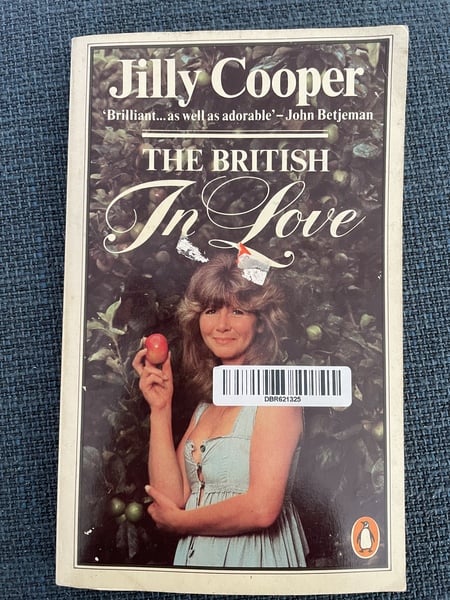 Jilly Cooper
'Brilliant... as well as adorable' – John Betjeman
THE BRITISH
In Love
DBR621325